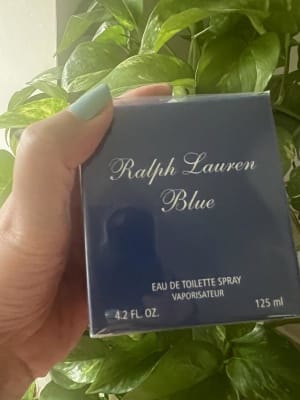 Ralph Lauren
Blue
EAU DE TOILETTE SPRAY
VAPORISATEUR
4.2 FL. OZ. 125 ml